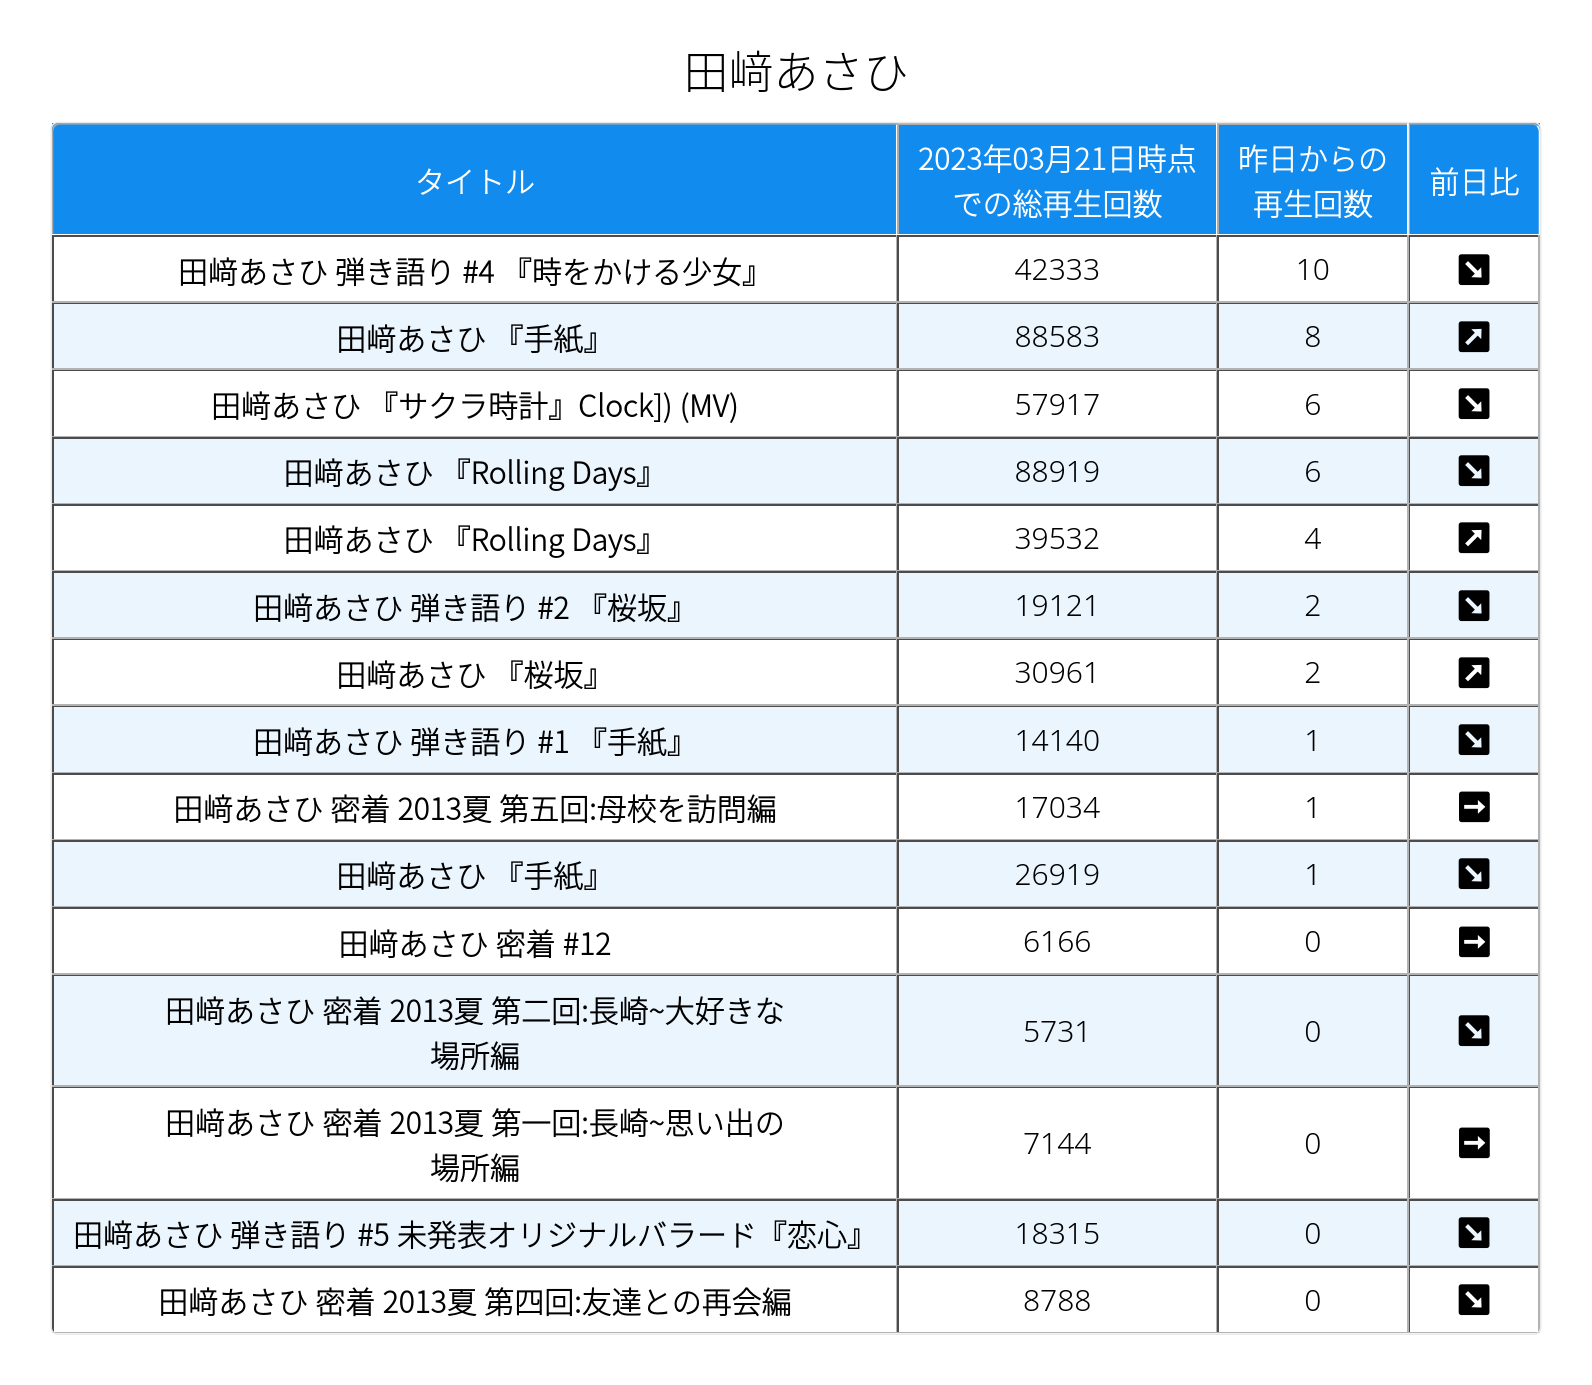 田﨑あさひ
タイトル
2023年03月21日時点
での総再生回数
昨日からの
再生回数
前日比
田﨑あさひ 弾き語り #4 『時をかける少女』 42333 10 ↘
田﨑あさひ 『手紙』 88583 8 ↗
田﨑あさひ 『サクラ時計』Clock]) (MV) 57917 6 ↘
田﨑あさひ 『Rolling Days』 88919 6 ↘
田﨑あさひ 『Rolling Days』 39532 4 ↗
田﨑あさひ 弾き語り #2 『桜坂』 19121 2 ↘
田﨑あさひ 『桜坂』 30961 2 ↗
田﨑あさひ 弾き語り #1 『手紙』 14140 1 ↘
田﨑あさひ 密着 2013夏 第五回:母校を訪問編 17034 1 →
田﨑あさひ 『手紙』 26919 1 ↘
田﨑あさひ 密着 #12 6166 0 →
田﨑あさひ 密着 2013夏 第二回:長崎~大好きな
場所編 5731 0 ↘
田﨑あさひ 密着 2013夏 第一回:長崎~思い出の
場所編 7144 0 →
田﨑あさひ 弾き語り #5 未発表オリジナルバラード『恋心』 18315 0 ↘
田﨑あさひ 密着 2013夏 第四回:友達との再会編 8788 0 ↘